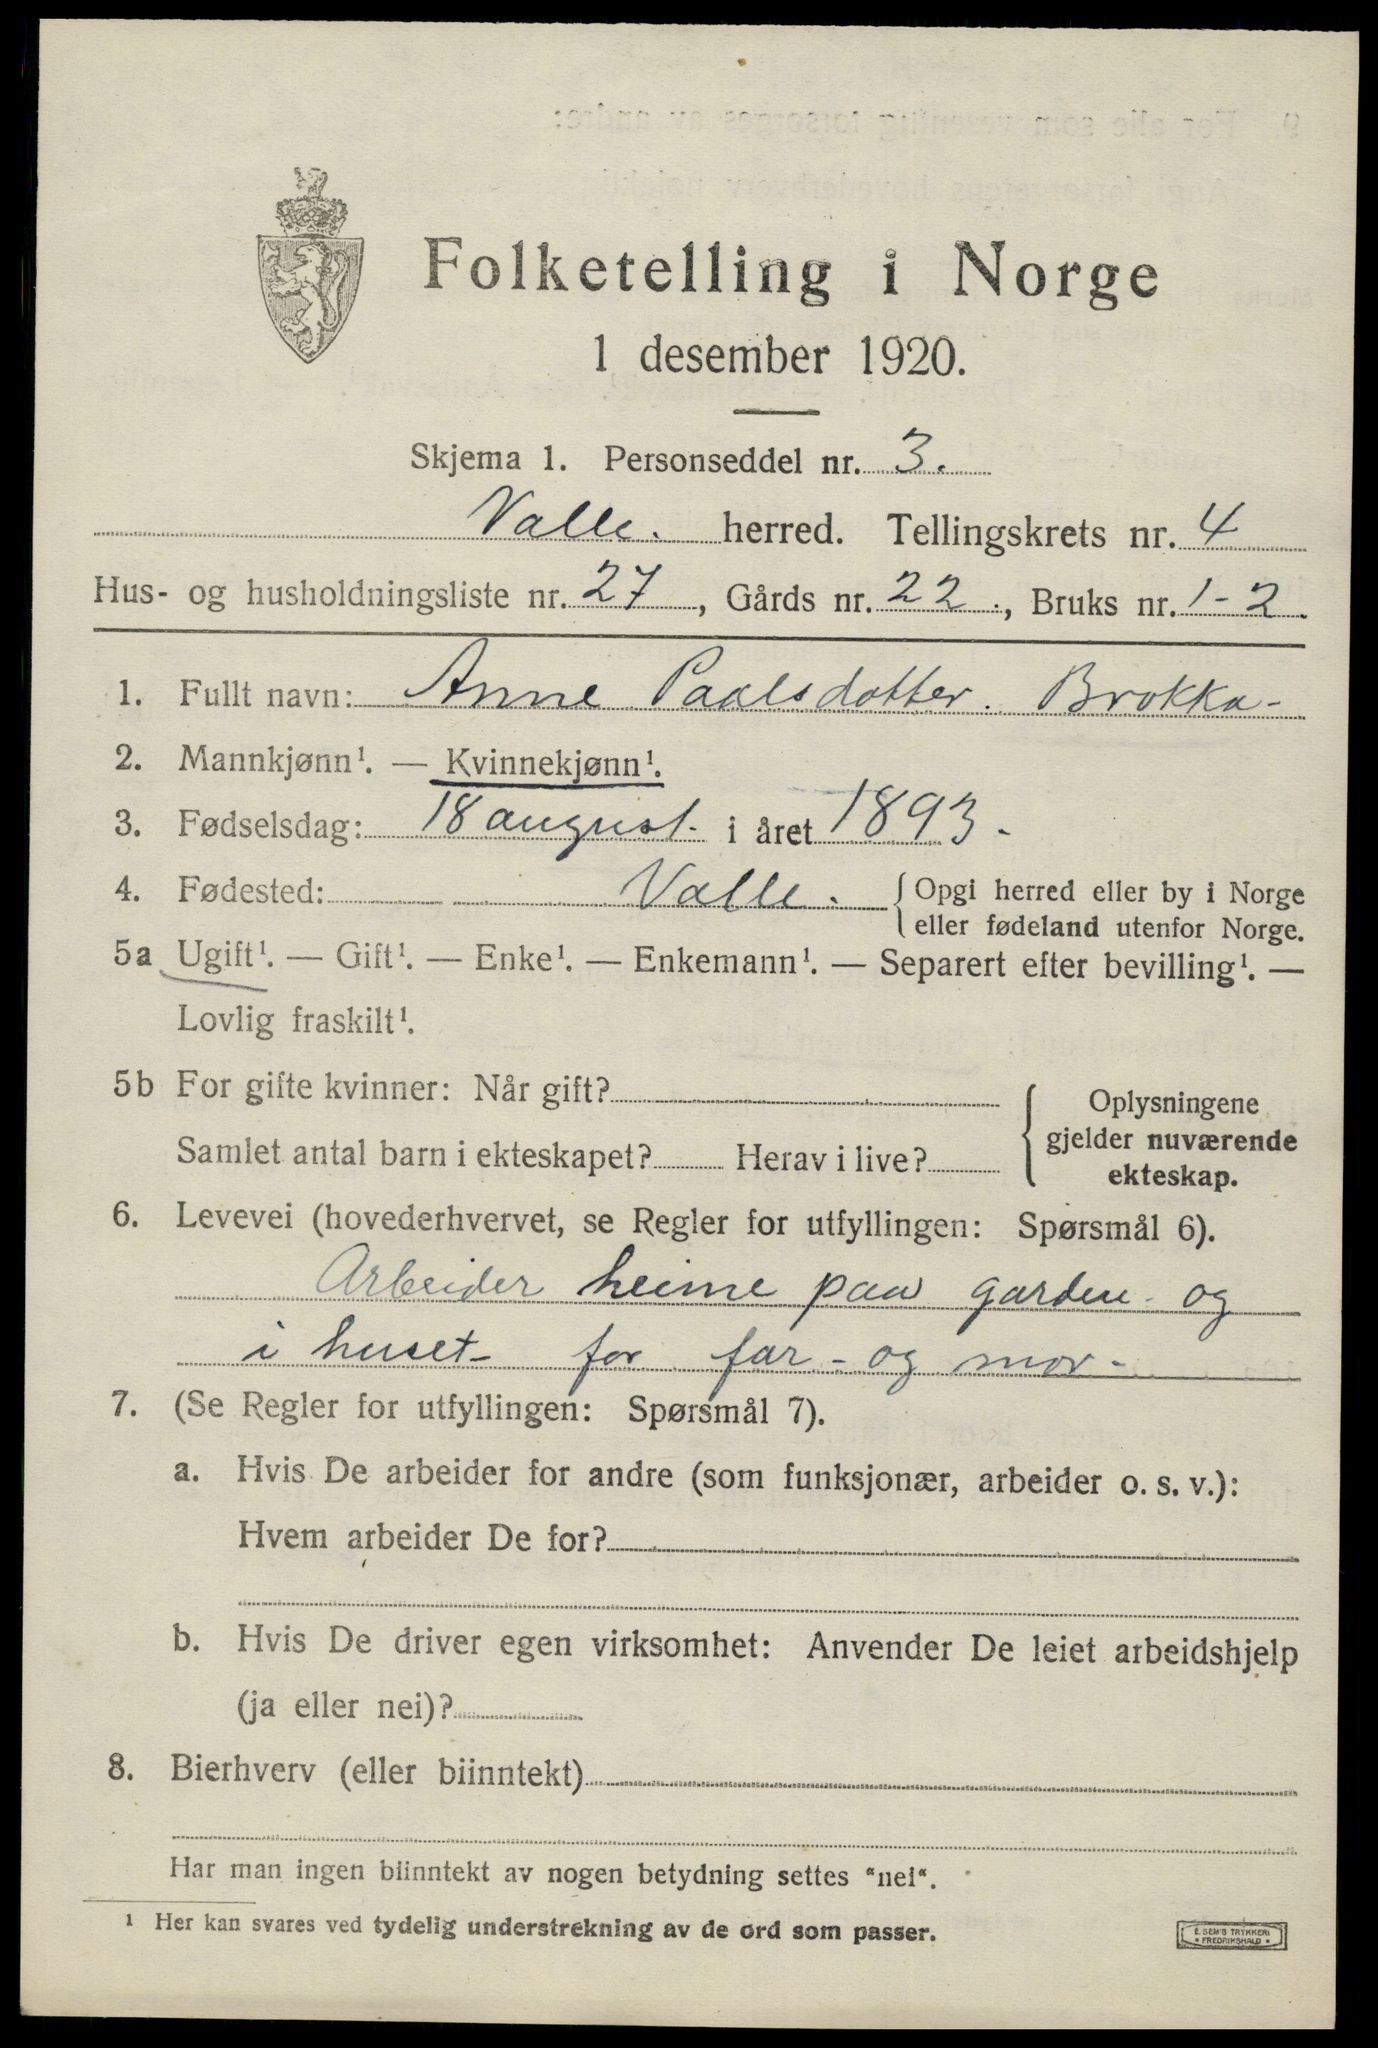 Folketelling i Norge
1 desember 1920.
Skjema 1. Personseddel nr. 3.
Valle. herred. Tellingskrets nr. 4
Hus- og husholdningsliste nr. 27, Gårds nr. 22., Bruks nr. 1-2.
1. Fullt navn: Anne Paalsdotter. Brokka-
2. Mannkjønn¹. — Kvinnekjønn¹.
3. Fødselsdag: 18 august. i året 1893.
4. Fødested: Valle. { Opgi herred eller by i Norge
eller fødeland utenfor Norge.
5a Ugift¹. — Gift¹. — Enke¹. — Enkemann¹. — Separert efter bevilling¹. —
Lovlig fraskilt¹.
5b For gifte kvinner: Når gift?
Samlet antal barn i ekteskapet? Herav i live?
Oplysningene
gjelder nuværende
ekteskap.
6. Levevei (hovederhvervet, se Regler for utfyllingen: Spørsmål 6).
Arbeider heime paa garden og
i huset- for far- og mor-
7. (Se Regler for utfyllingen: Spørsmål 7).
a. Hvis De arbeider for andre (som funksjonær, arbeider o. s. v.):
Hvem arbeider De for?
b. Hvis De driver egen virksomhet: Anvender De leiet arbeidshjelp
(ja eller nei)?
8. Bierhverv (eller biinntekt)
Har man ingen biinntekt av nogen betydning settes "nei".
¹ Her kan svares ved tydelig understrekning av de ord som passer.
E. SEM'S TRYKKERI
• FREDRIKSHALD •